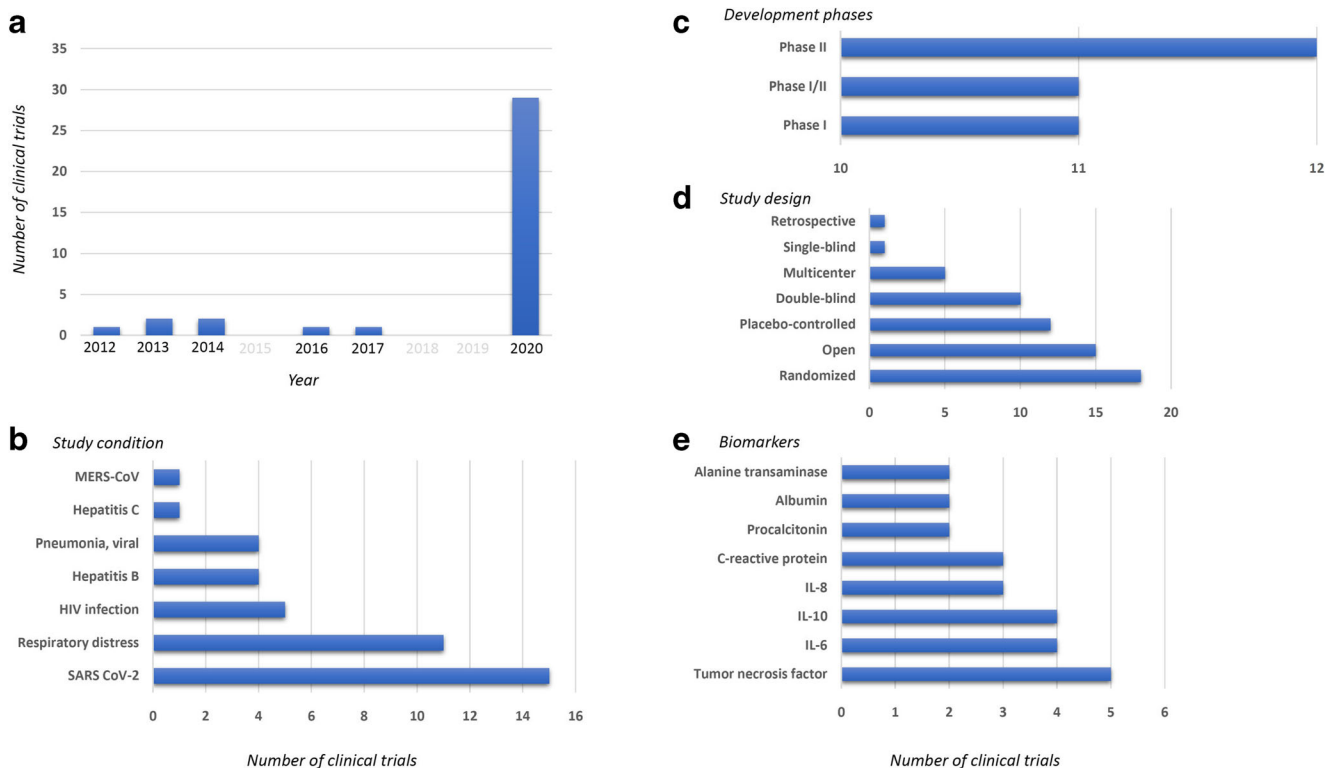 a
Number of clinical trials
35
30
25
20
15
10
5
0
2012 2013 2014 2015 2016 2017 2018 2019 2020
Year
b Study condition
MERS-CoV
Hepatitis C
Pneumonia, viral
Hepatitis B
HIV infection
Respiratory distress
SARS CoV-2
0 2 4 6 8 10 12 14 16
Number of clinical trials
c Development phases
Phase II
Phase I/II
Phase I
10 11 12
d Study design
Retrospective
Single-blind
Multicenter
Double-blind
Placebo-controlled
Open
Randomized
0 5 10 15 20
e Biomarkers
Alanine transaminase
Albumin
Procalcitonin
C-reactive protein
IL-8
IL-10
IL-6
Tumor necrosis factor
0 1 2 3 4 5 6
Number of clinical trials